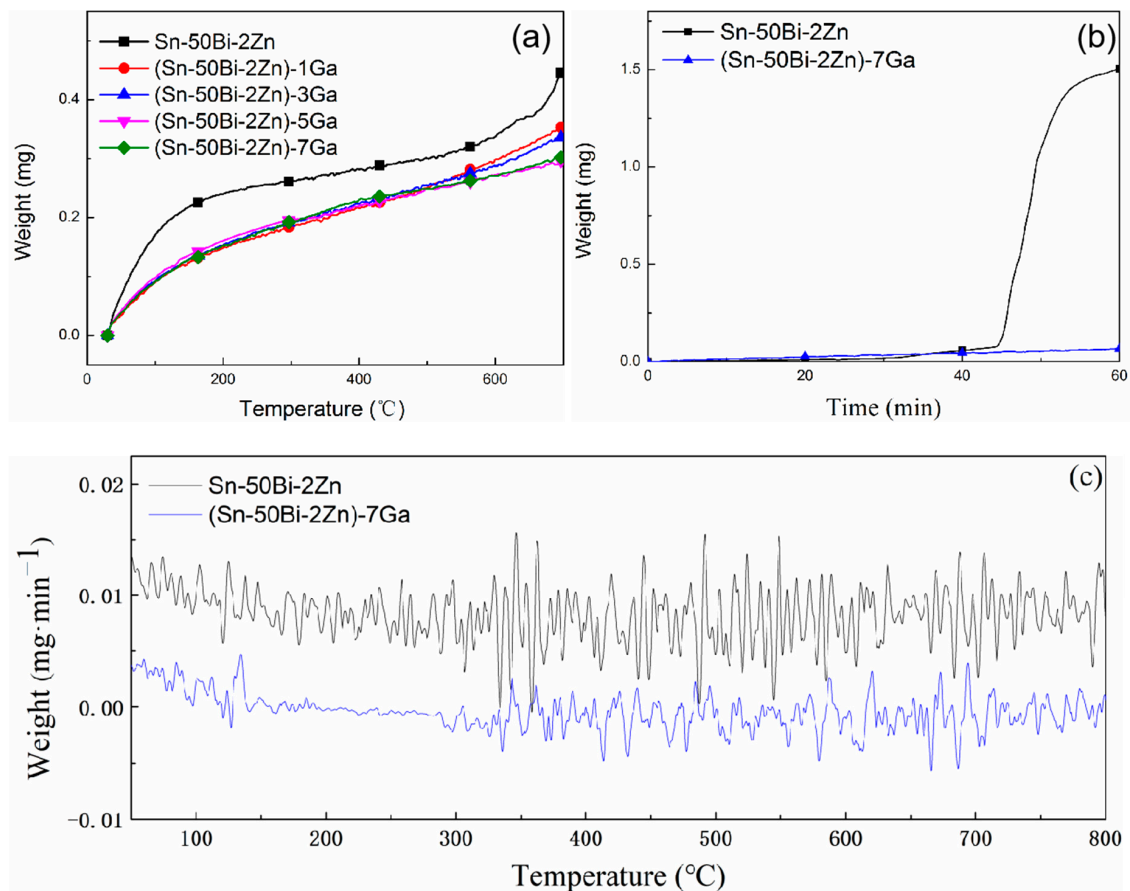 (a)
Sn-50Bi-2Zn
(Sn-50Bi-2Zn)-1Ga
(Sn-50Bi-2Zn)-3Ga
(Sn-50Bi-2Zn)-5Ga
(Sn-50Bi-2Zn)-7Ga
Weight (mg)
0.4
0.2
0.0
0 200 400 600
Temperature (℃)
(b)
Sn-50Bi-2Zn
(Sn-50Bi-2Zn)-7Ga
Weight (mg)
1.5
1.0
0.5
0.0
0 20 40 60
Time (min)
(c)
Sn-50Bi-2Zn
(Sn-50Bi-2Zn)-7Ga
Weight (mg·min⁻¹)
0.02
0.01
0.00
−0.01
100 200 300 400 500 600 700 800
Temperature (°C)